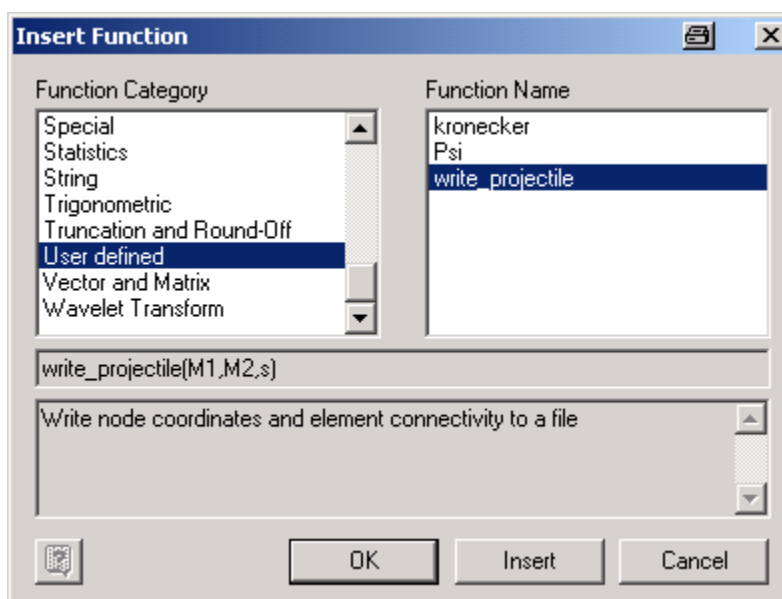 Insert Function
Function Category
Function Name
Special
Statistics
String
Trigonometric
Truncation and Round-Off
User defined
Vector and Matrix
Wavelet Transform
kronecker
Psi
write_projectile
write_projectile(M1,M2,s)
Write node coordinates and element connectivity to a file
OK
Insert
Cancel